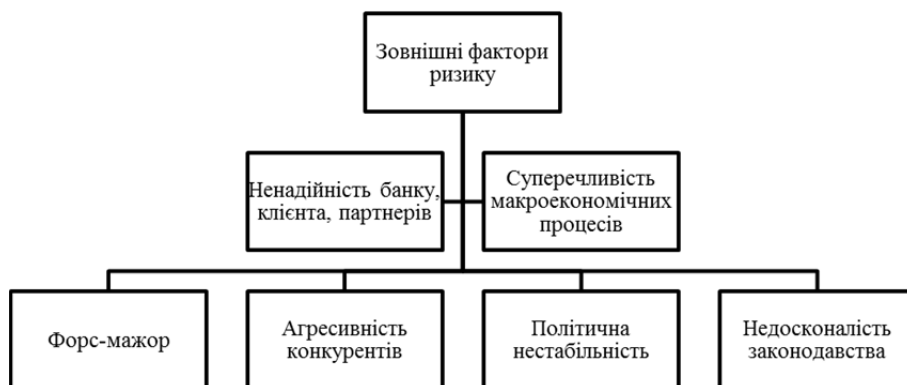 Зовнішні фактори
ризику
Ненадійність банку,
клієнта, партнерів
Суперечливість
макроекономічних
процесів
Форс-мажор
Агресивність
конкурентів
Політична
нестабільність
Недосконалість
законодавства